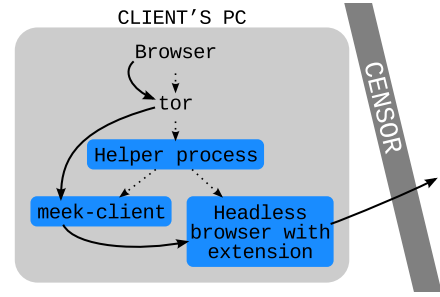 CLIENT'S PC
Browser
tor
CENSOR
Helper process
meek-client
Headless
browser with
extension